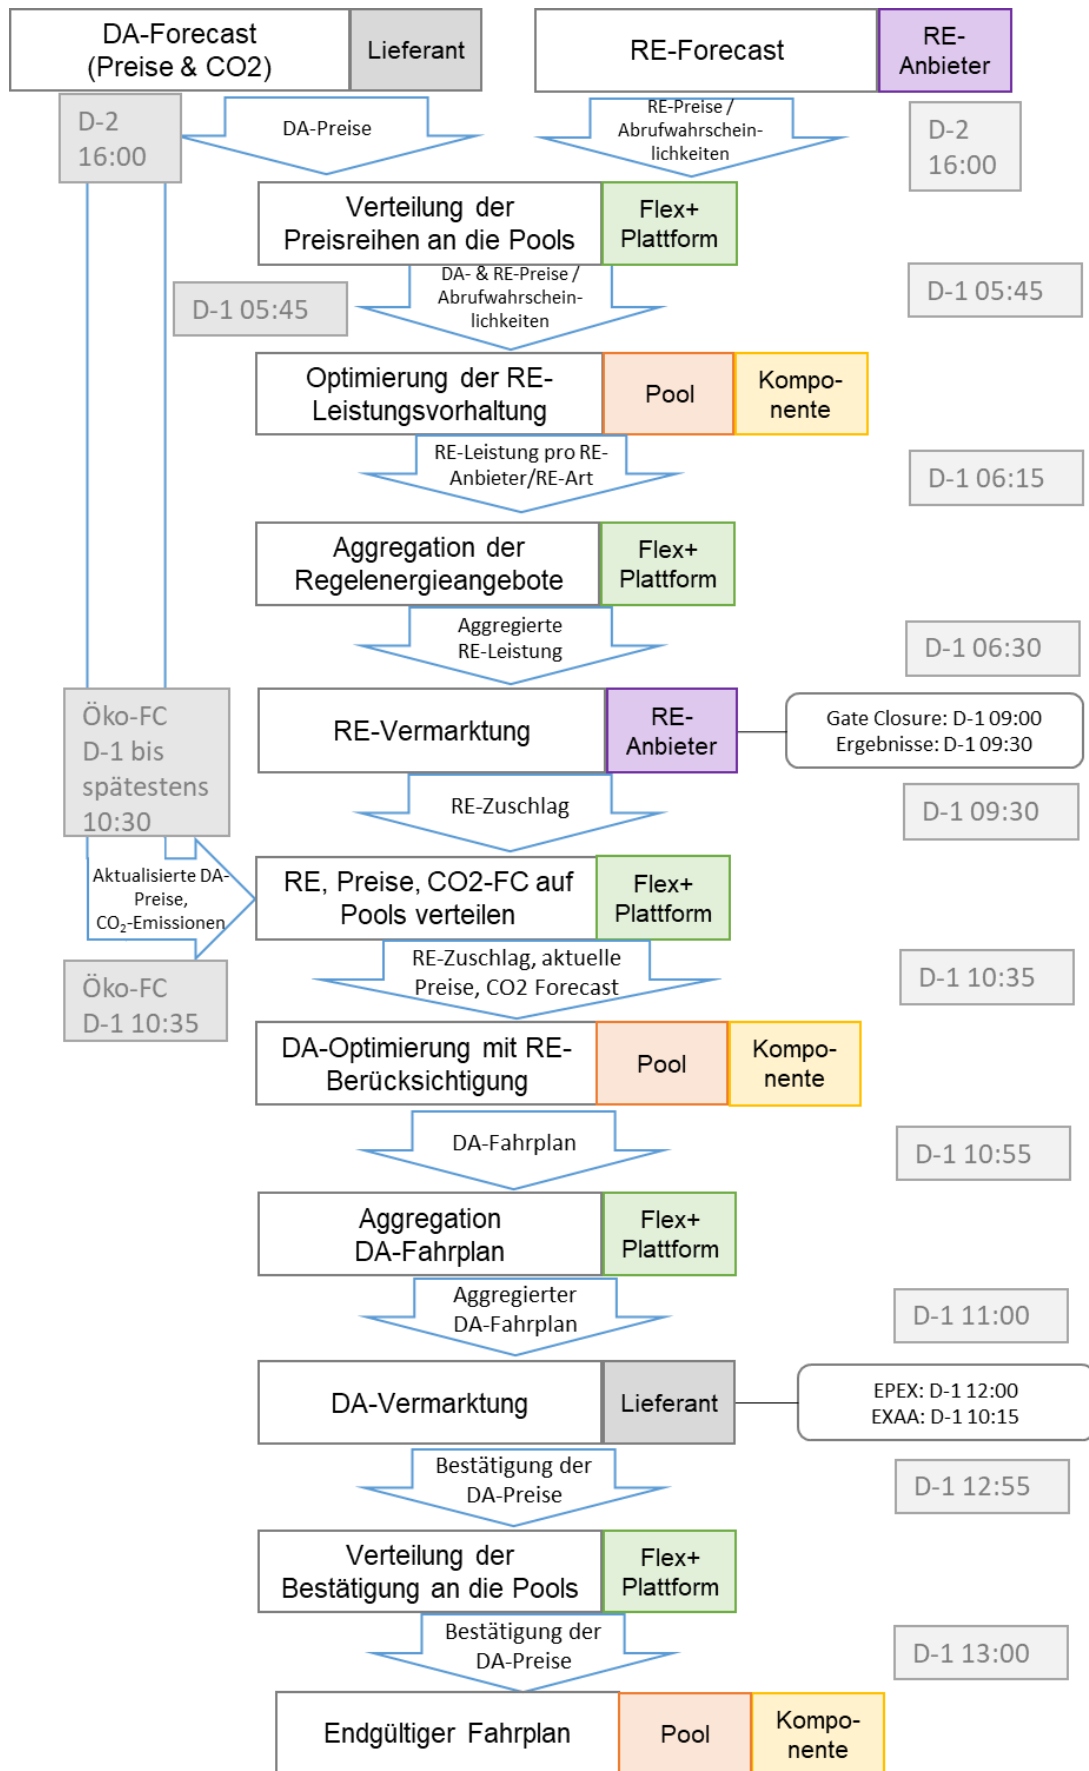 DA-Forecast
(Preise & CO2)
Lieferant
RE-Forecast
RE-
Anbieter
D-2
16:00
DA-Preise
RE-Preise /
Abrufwahrschein-
lichkeiten
D-2
16:00
Verteilung der
Preisreihen an die Pools
Flex+
Plattform
D-1 05:45
DA- & RE-Preise /
Abrufwahrschein-
lichkeiten
D-1 05:45
Optimierung der RE-
Leistungsvorhaltung
Pool
Kompo-
nente
RE-Leistung pro RE-
Anbieter/RE-Art
D-1 06:15
Aggregation der
Regelenergieangebote
Flex+
Plattform
Aggregierte
RE-Leistung
D-1 06:30
Öko-FC
D-1 bis
spätestens
10:30
RE-Vermarktung
RE-
Anbieter
Gate Closure: D-1 09:00
Ergebnisse: D-1 09:30
RE-Zuschlag
D-1 09:30
Aktualisierte DA-
Preise,
CO₂-Emissionen
RE, Preise, CO2-FC auf
Pools verteilen
Flex+
Plattform
Öko-FC
D-1 10:35
RE-Zuschlag, aktuelle
Preise, CO2 Forecast
D-1 10:35
DA-Optimierung mit RE-
Berücksichtigung
Pool
Kompo-
nente
DA-Fahrplan
D-1 10:55
Aggregation
DA-Fahrplan
Flex+
Plattform
Aggregierter
DA-Fahrplan
D-1 11:00
DA-Vermarktung
Lieferant
EPEX: D-1 12:00
EXAA: D-1 10:15
Bestätigung der
DA-Preise
D-1 12:55
Verteilung der
Bestätigung an die Pools
Flex+
Plattform
Bestätigung der
DA-Preise
D-1 13:00
Endgültiger Fahrplan
Pool
Kompo-
nente